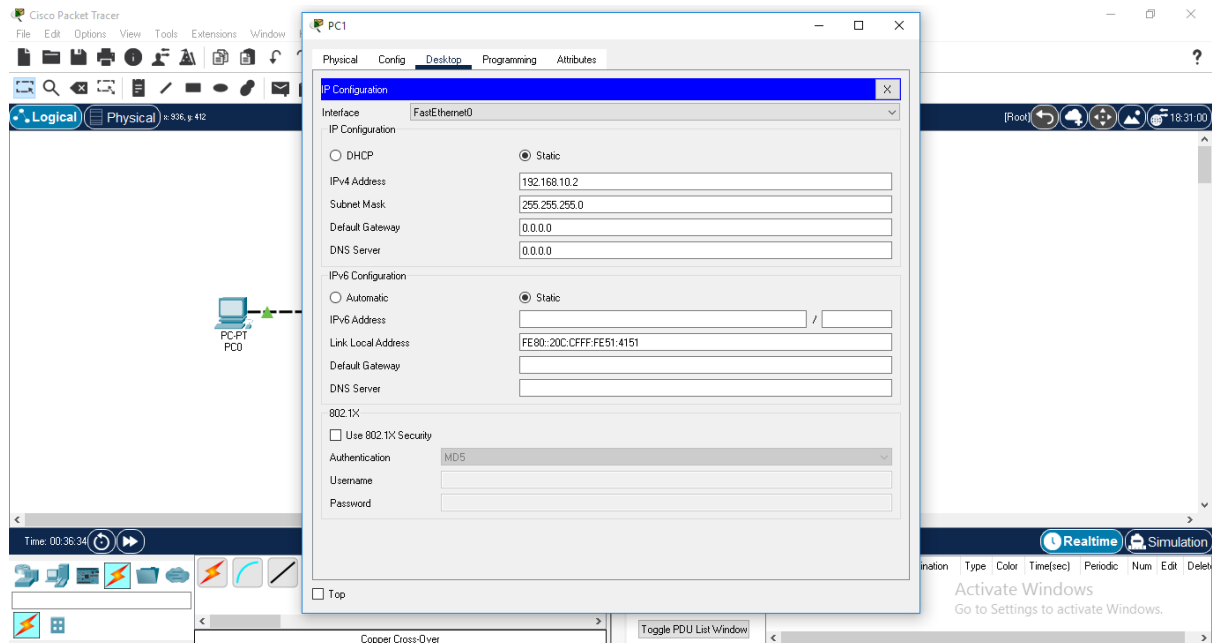 Cisco Packet Tracer
File Edit Options View Tools Extensions Window
?
Logical Physical x: 936, y: 412
[Root] 18:31:00
PC-PT
PC0
PC1
Physical Config Desktop Programming Attributes
IP Configuration X
Interface FastEthernet0
IP Configuration
DHCP Static
IPv4 Address 192.168.10.2
Subnet Mask 255.255.255.0
Default Gateway 0.0.0.0
DNS Server 0.0.0.0
IPv6 Configuration
Automatic Static
IPv6 Address /
Link Local Address FE80::20C:CFFF:FE51:4151
Default Gateway
DNS Server
802.1X
Use 802.1X Security
Authentication MD5
Username
Password
Top
Time: 00:36:34
Realtime Simulation
Type Color Time(sec) Periodic Num Edit
Activate Windows
Go to Settings to activate Windows.
Toggle PDU List Window
Copper Cross-Over